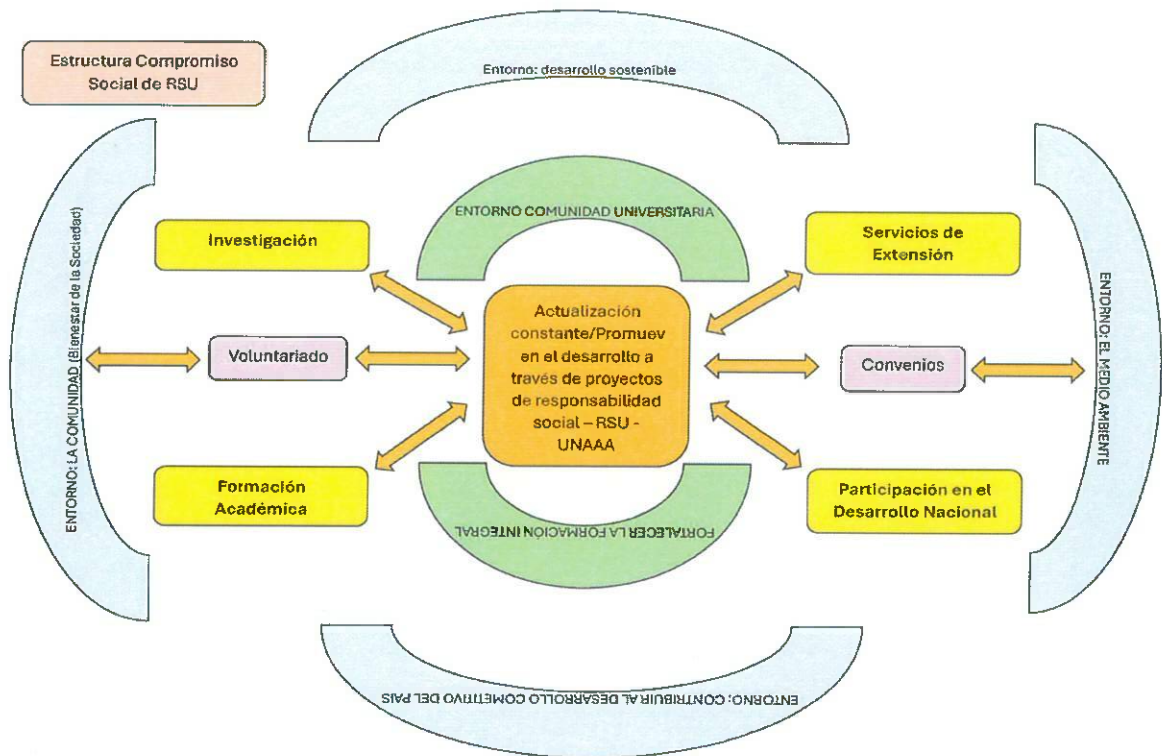 Estructura Compromiso
Social de RSU
Entorno: desarrollo sostenible
ENTORNO: LA COMUNIDAD (Bienestar de la Sociedad)
ENTORNO COMUNIDAD UNIVERSITARIA
Investigación
Servicios de
Extensión
ENTORNO: EL MEDIO AMBIENTE
Actualización
constante/Promuev
en el desarrollo a
través de proyectos
de responsabilidad
social – RSU -
UNAAA
Voluntariado
Convenios
Formación
Académica
Participación en el
Desarrollo Nacional
FORTALECER LA FORMACIÓN INTEGRAL
ENTORNO: CONTRIBUIR AL DESARROLLO COMETITIVO DEL PAIS